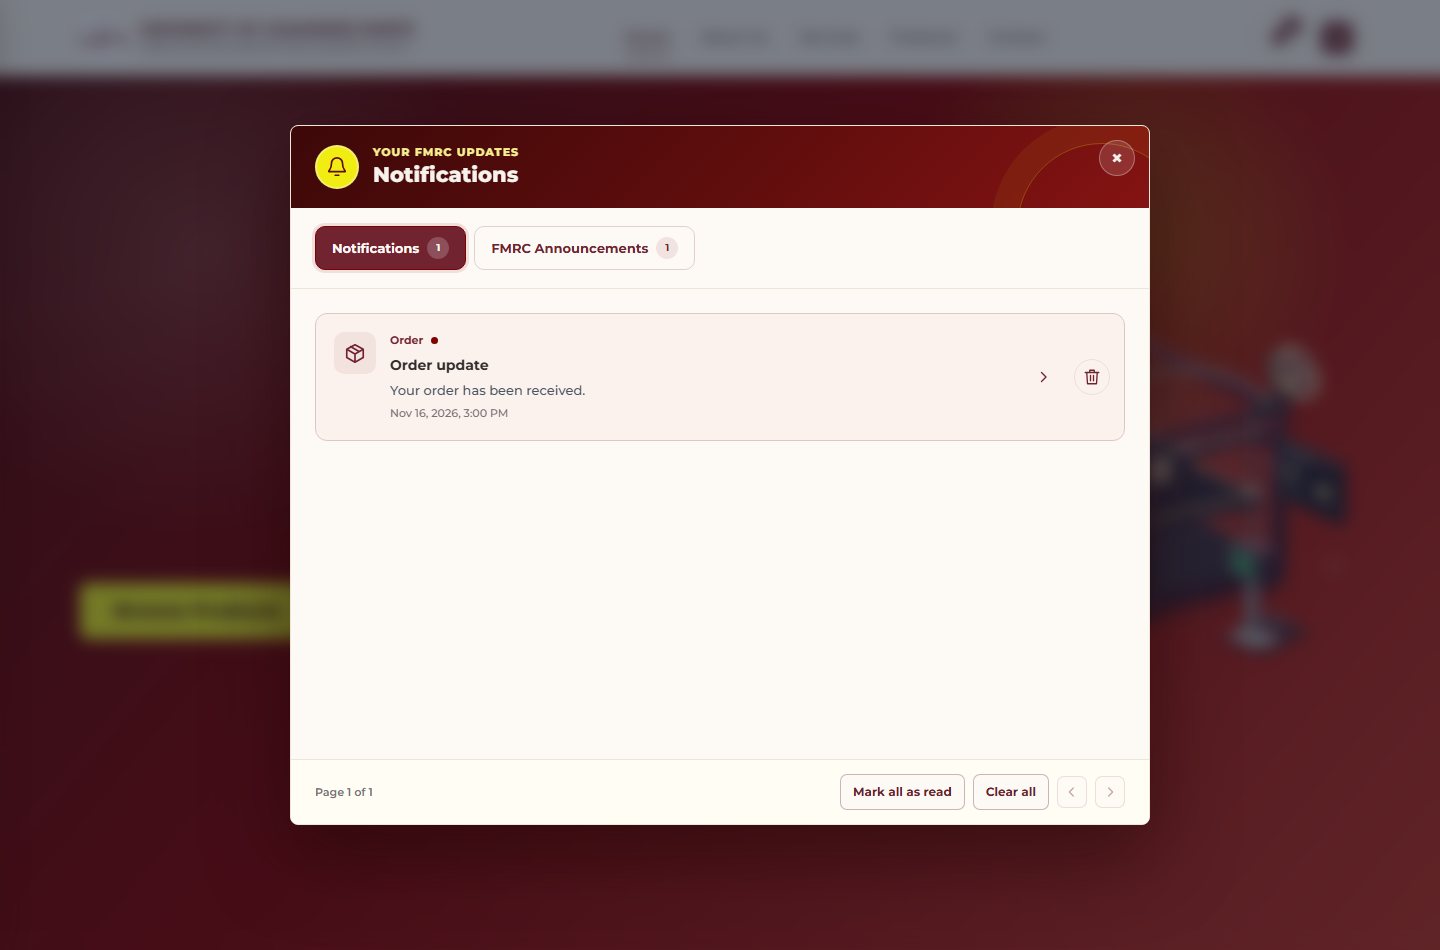 YOUR FMRC UPDATES
Notifications
Notifications 1
FMRC Announcements 1
Order
Order update
Your order has been received.
Nov 16, 2026, 3:00 PM
Page 1 of 1
Mark all as read
Clear all